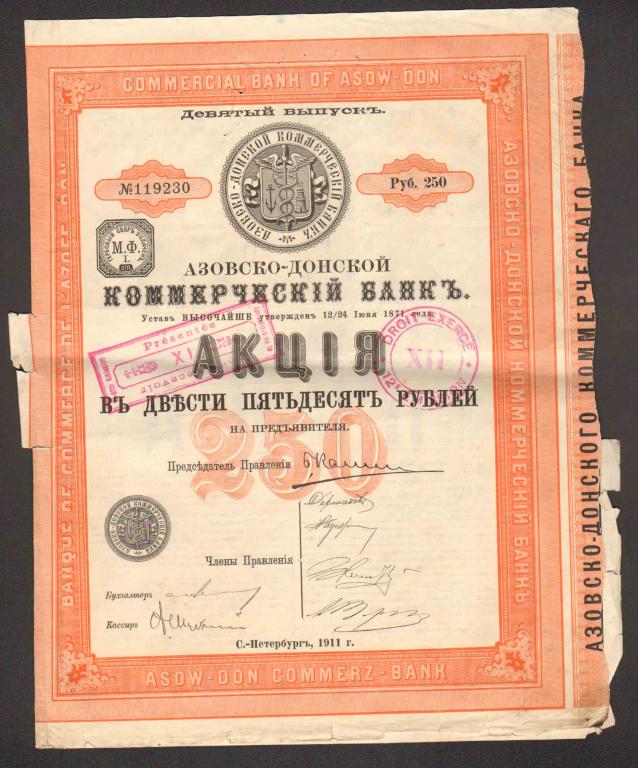 COMMERCIAL BANK OF ASOW-DON
Девятый выпускъ.
АЗОВСКО-ДОНСКОЙ КОММЕРЧЕСКІЙ БАНКЪ
№119230
Руб. 250
М.Ф.
I.
АЗОВСКО-ДОНСКОЙ
КОММЕРЧЕСКІЙ БАНКЪ.
Уставъ ВЫСОЧАЙШЕ утвержденъ 12/24 Іюня 1871 года.
Présentée
XII
DROIT EXERCÉ
XII
АКЦІЯ
ВЪ ДВѢСТИ ПЯТЬДЕСЯТЪ РУБЛЕЙ
НА ПРЕДЪЯВИТЕЛЯ.
250
Предсѣдатель Правленія
Члены Правленія
Бухгалтеръ
Кассиръ
С.-Петербургъ, 1911 г.
ASOW-DON COMMERZ-BANK
BANQUE DE COMMERCE DE L'AZOFF-DON
АЗОВСКО-ДОНСКОЙ КОММЕРЧЕСКІЙ БАНКЪ
АЗОВСКО-ДОНСКОГО КОММЕРЧЕСКАГО БАНКА